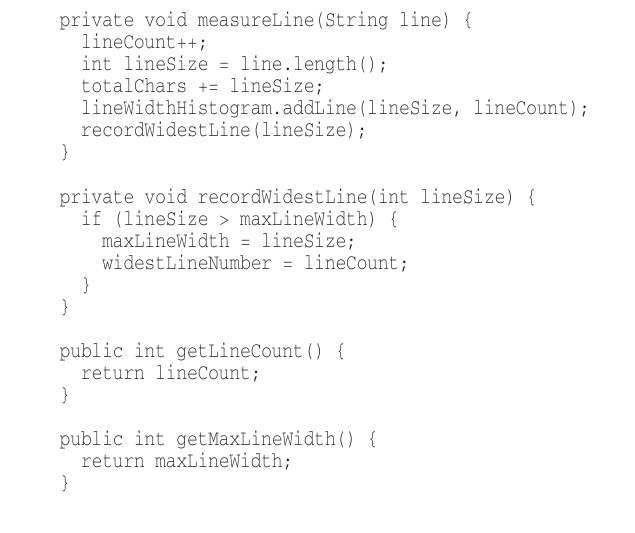 private void measureLine(String line) {
  lineCount++;
  int lineSize = line.length();
  totalChars += lineSize;
  lineWidthHistogram.addLine(lineSize, lineCount);
  recordWidestLine(lineSize);
}

private void recordWidestLine(int lineSize) {
  if (lineSize > maxLineWidth) {
    maxLineWidth = lineSize;
    widestLineNumber = lineCount;
  }
}

public int getLineCount() {
  return lineCount;
}

public int getMaxLineWidth() {
  return maxLineWidth;
}